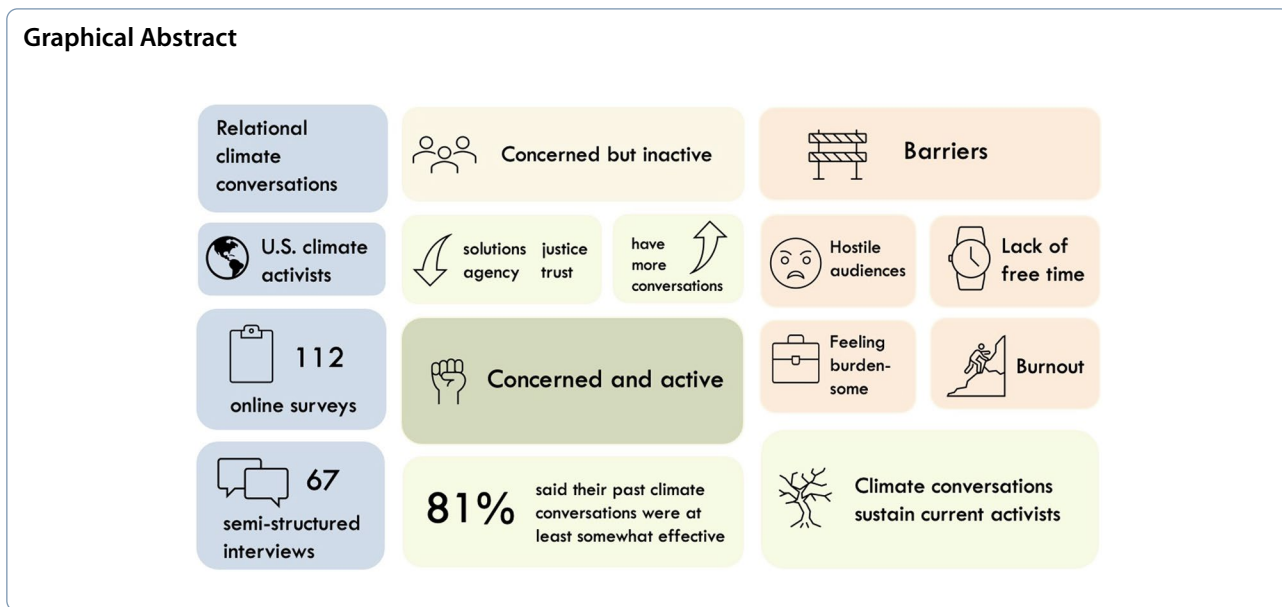 Graphical Abstract
Relational
climate
conversations
U.S. climate
activists
112
online surveys
67
semi-structured
interviews
Concerned but inactive
solutions justice
agency trust
have
more
conversations
Concerned and active
81%
said their past climate
conversations were at
least somewhat effective
Barriers
Hostile
audiences
Lack of
free time
Feeling
burden-
some
Burnout
Climate conversations
sustain current activists